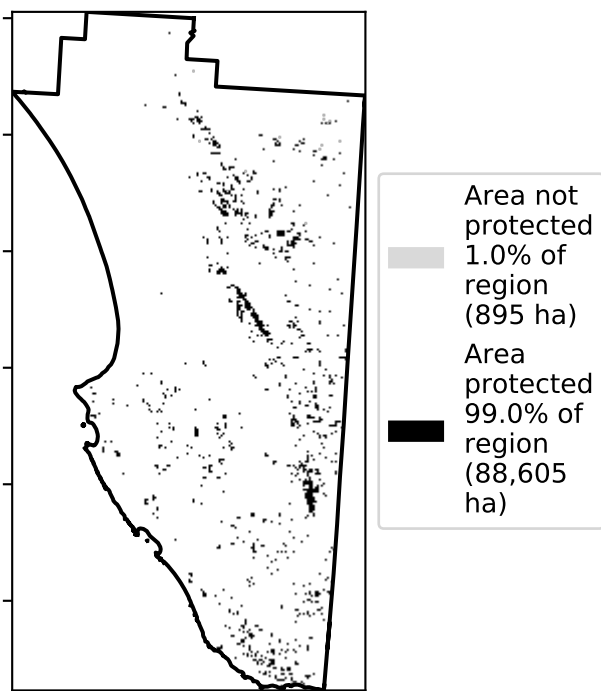 Area not
protected
1.0% of
region
(895 ha)
Area
protected
99.0% of
region
(88,605
ha)